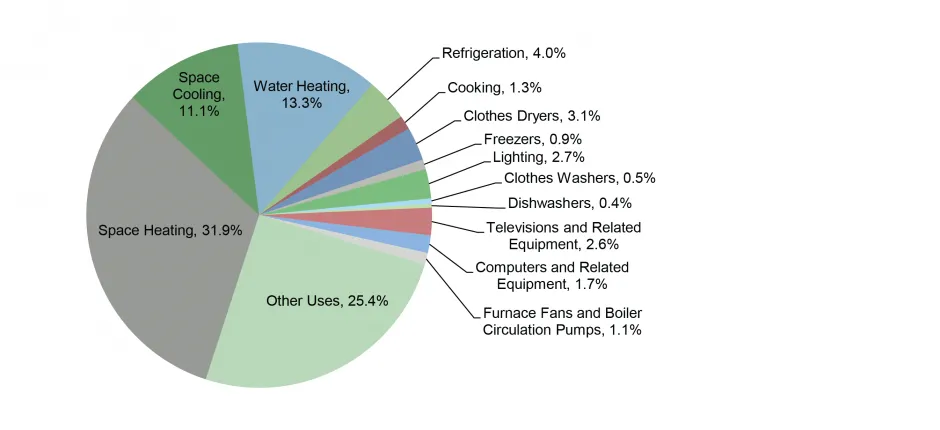 Refrigeration, 4.0%
Space
Cooling,
11.1%
Water Heating,
13.3%
Cooking, 1.3%
Clothes Dryers, 3.1%
Freezers, 0.9%
Lighting, 2.7%
Clothes Washers, 0.5%
Dishwashers, 0.4%
Televisions and Related
Equipment, 2.6%
Space Heating, 31.9%
Computers and Related
Equipment, 1.7%
Other Uses, 25.4%
Furnace Fans and Boiler
Circulation Pumps, 1.1%